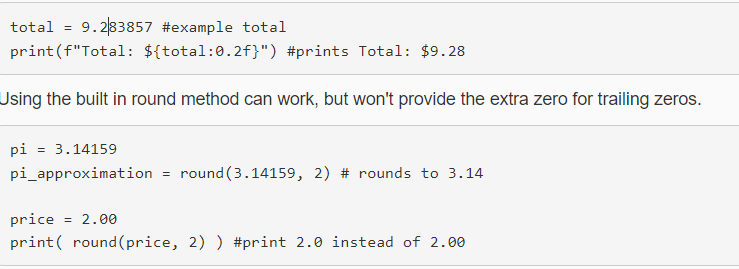 total = 9.283857 #example total
print(f"Total: ${total:0.2f}") #prints Total: $9.28
Using the built in round method can work, but won't provide the extra zero for trailing zeros.
pi = 3.14159
pi_approximation = round(3.14159, 2) # rounds to 3.14
price = 2.00
print( round(price, 2) ) #print 2.0 instead of 2.00